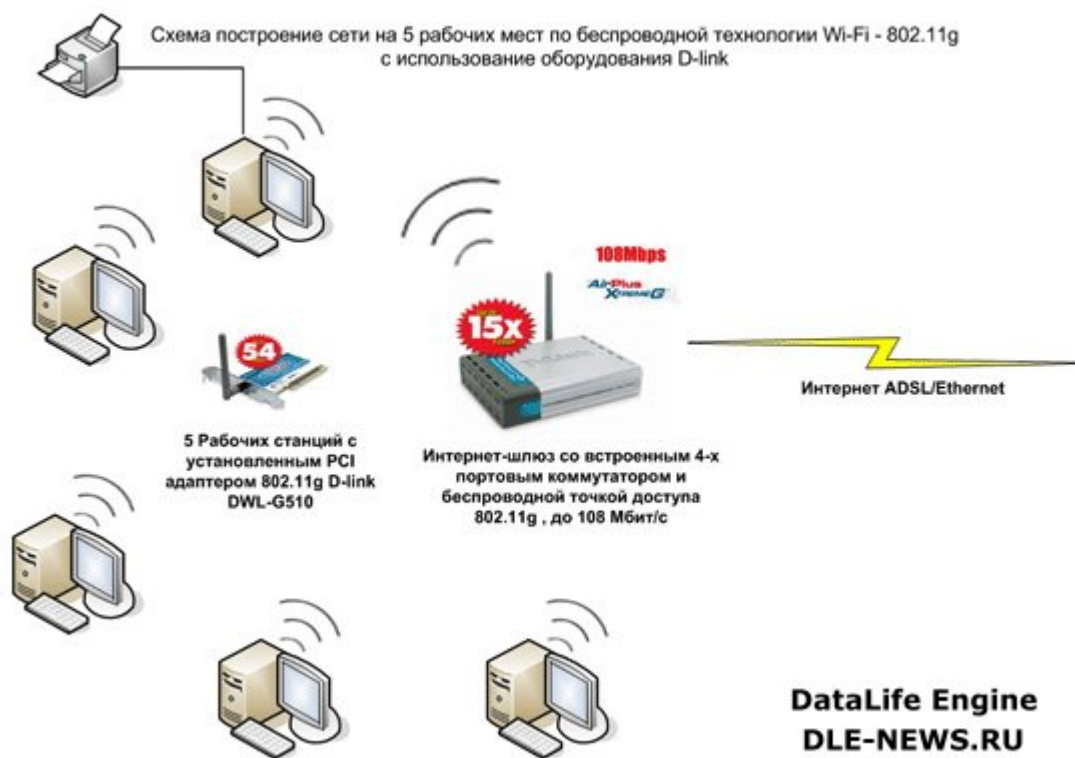 Схема построение сети на 5 рабочих мест по беспроводной технологии Wi-Fi - 802.11g
с использование оборудования D-link
108Mbps
AirPlus
XTREME G
15x
54
Интернет ADSL/Ethernet
5 Рабочих станций с
установленным PCI
адаптером 802.11g D-link
DWL-G510
Интернет-шлюз со встроенным 4-х
портовым коммутатором и
беспроводной точкой доступа
802.11g , до 108 Мбит/с
DataLife Engine
DLE-NEWS.RU